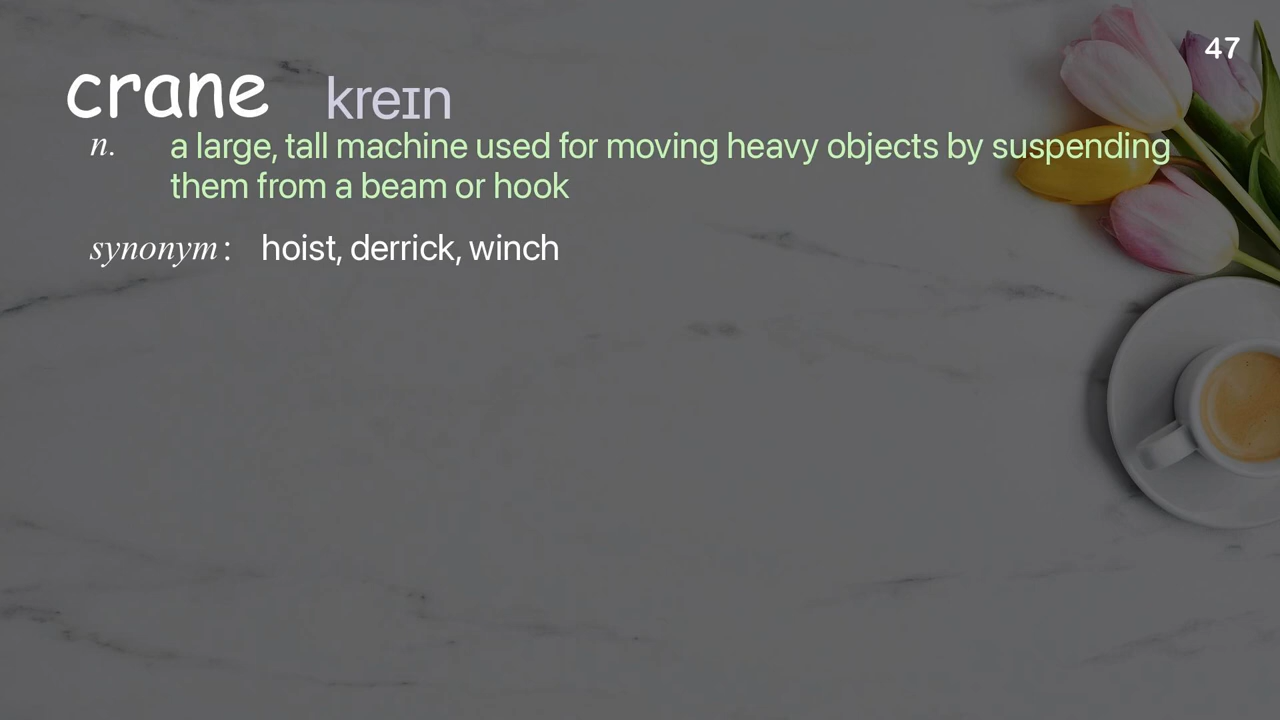 47
crane kreɪn
n. a large, tall machine used for moving heavy objects by suspending
them from a beam or hook
synonym : hoist, derrick, winch